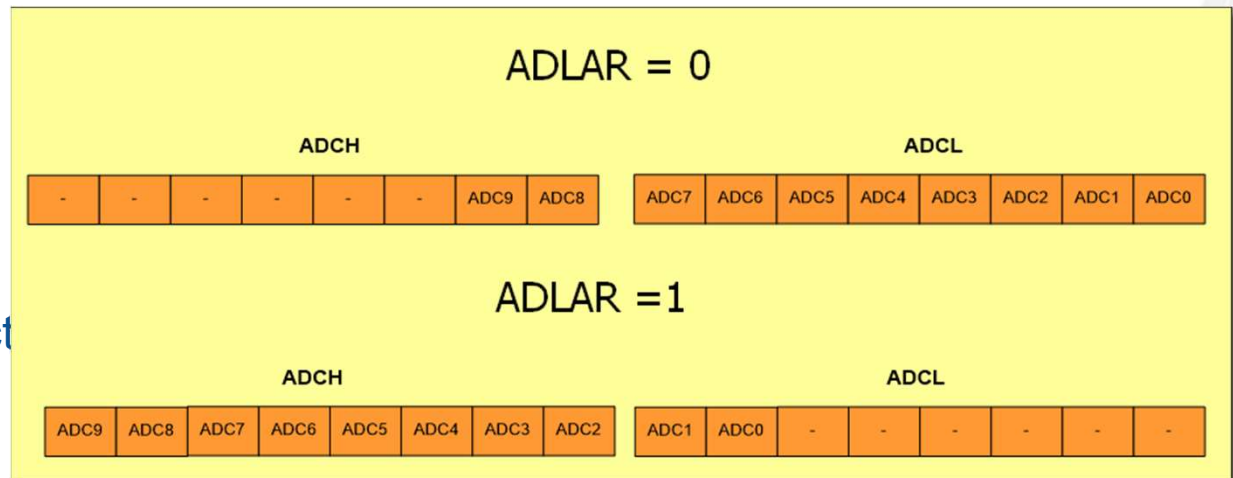 ADLAR = 0
ADCH ADCL
- - - - - - ADC9 ADC8 ADC7 ADC6 ADC5 ADC4 ADC3 ADC2 ADC1 ADC0
ADLAR =1
ADCH ADCL
ADC9 ADC8 ADC7 ADC6 ADC5 ADC4 ADC3 ADC2 ADC1 ADC0 - - - - - -